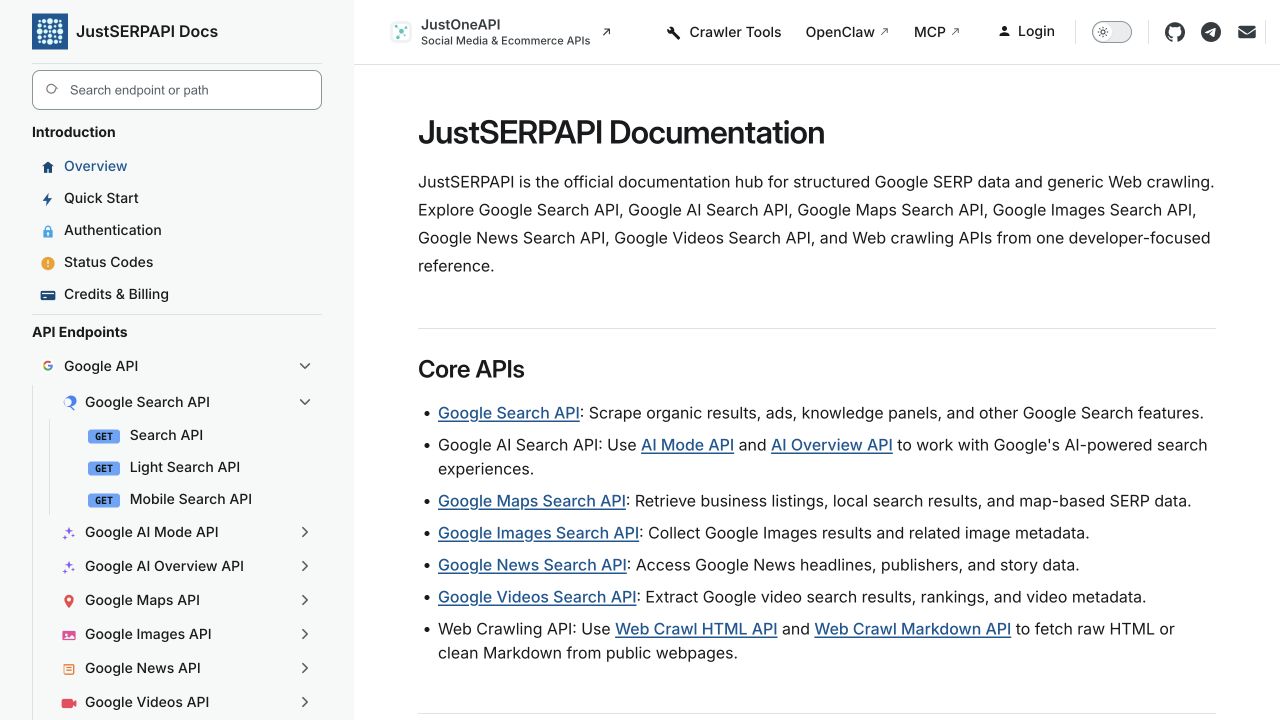 JustSERPAPI Docs
Search endpoint or path
Introduction
Overview
Quick Start
Authentication
Status Codes
Credits & Billing
API Endpoints
Google API
Google Search API
GET Search API
GET Light Search API
GET Mobile Search API
Google AI Mode API
Google AI Overview API
Google Maps API
Google Images API
Google News API
Google Videos API
JustOneAPI
Social Media & Ecommerce APIs
Crawler Tools
OpenClaw
MCP
Login
JustSERPAPI Documentation
JustSERPAPI is the official documentation hub for structured Google SERP data and generic Web crawling.
Explore Google Search API, Google AI Search API, Google Maps Search API, Google Images Search API,
Google News Search API, Google Videos Search API, and Web crawling APIs from one developer-focused
reference.
Core APIs
• Google Search API: Scrape organic results, ads, knowledge panels, and other Google Search features.
• Google AI Search API: Use AI Mode API and AI Overview API to work with Google's AI-powered search
experiences.
• Google Maps Search API: Retrieve business listings, local search results, and map-based SERP data.
• Google Images Search API: Collect Google Images results and related image metadata.
• Google News Search API: Access Google News headlines, publishers, and story data.
• Google Videos Search API: Extract Google video search results, rankings, and video metadata.
• Web Crawling API: Use Web Crawl HTML API and Web Crawl Markdown API to fetch raw HTML or
clean Markdown from public webpages.